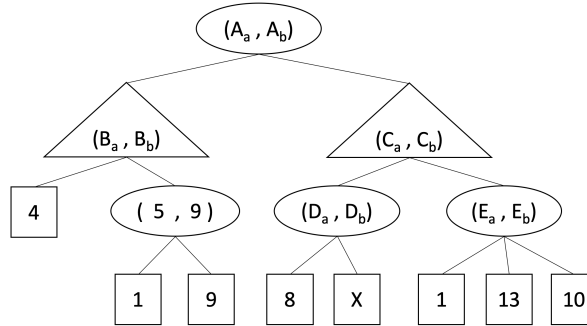 (Aa , Ab)
(Ba , Bb)
(Ca , Cb)
4
( 5 , 9 )
(Da , Db)
(Ea , Eb)
1
9
8
X
1
13
10